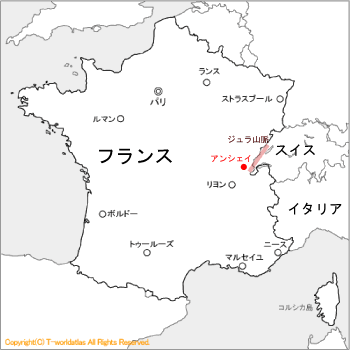 ランス
パリ
ストラスブール
ルマン
ジュラ山脈
フランス
スイス
アンシェイ
リヨン
イタリア
ボルドー
トゥールーズ
ニース
マルセイユ
コルシカ島
Copyright(C) T-worldatlas All Rights Reserved.